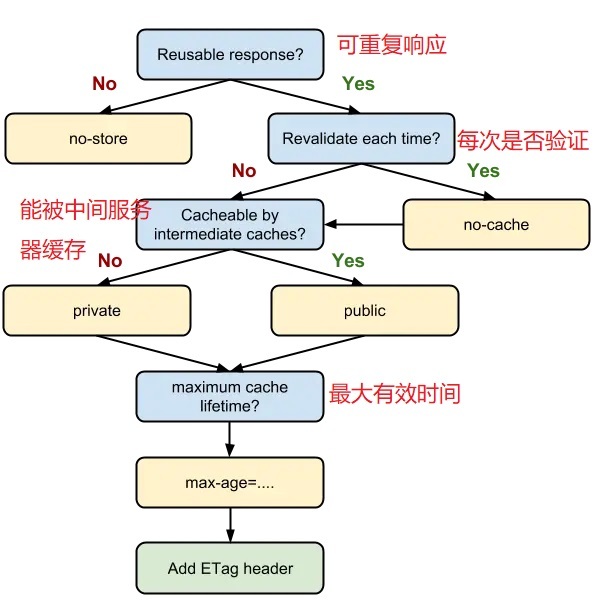 Reusable response?
可重复响应
No
Yes
no-store
Revalidate each time?
每次是否验证
No
Yes
能被中间服务
器缓存
Cacheable by
intermediate caches?
no-cache
No
Yes
private
public
maximum cache
lifetime?
最大有效时间
max-age=....
Add ETag header